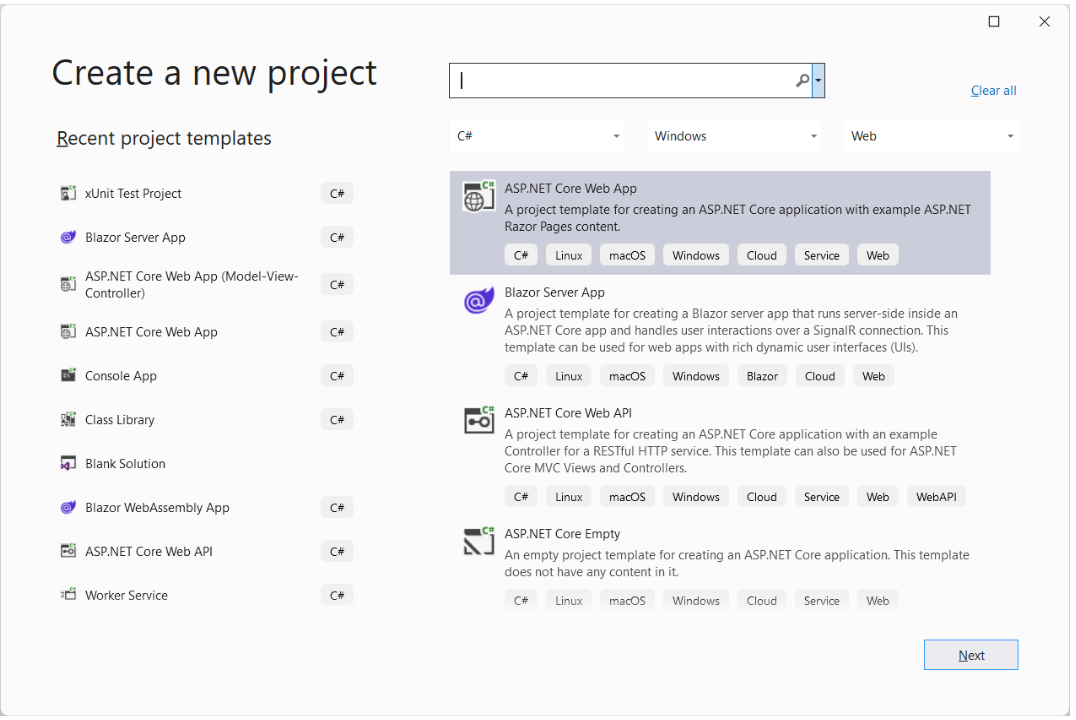 Create a new project
Clear all
Recent project templates
C#
Windows
Web
xUnit Test Project
C#
Blazor Server App
C#
ASP.NET Core Web App (Model-View-
Controller)
C#
ASP.NET Core Web App
C#
Console App
C#
Class Library
C#
Blank Solution
Blazor WebAssembly App
C#
ASP.NET Core Web API
C#
Worker Service
C#
ASP.NET Core Web App
A project template for creating an ASP.NET Core application with example ASP.NET
Razor Pages content.
C# Linux macOS Windows Cloud Service Web
Blazor Server App
A project template for creating a Blazor server app that runs server-side inside an
ASP.NET Core app and handles user interactions over a SignalR connection. This
template can be used for web apps with rich dynamic user interfaces (UIs).
C# Linux macOS Windows Blazor Cloud Web
ASP.NET Core Web API
A project template for creating an ASP.NET Core application with an example
Controller for a RESTful HTTP service. This template can also be used for ASP.NET
Core MVC Views and Controllers.
C# Linux macOS Windows Cloud Service Web WebAPI
ASP.NET Core Empty
An empty project template for creating an ASP.NET Core application. This template
does not have any content in it.
C# Linux macOS Windows Cloud Service Web
Next